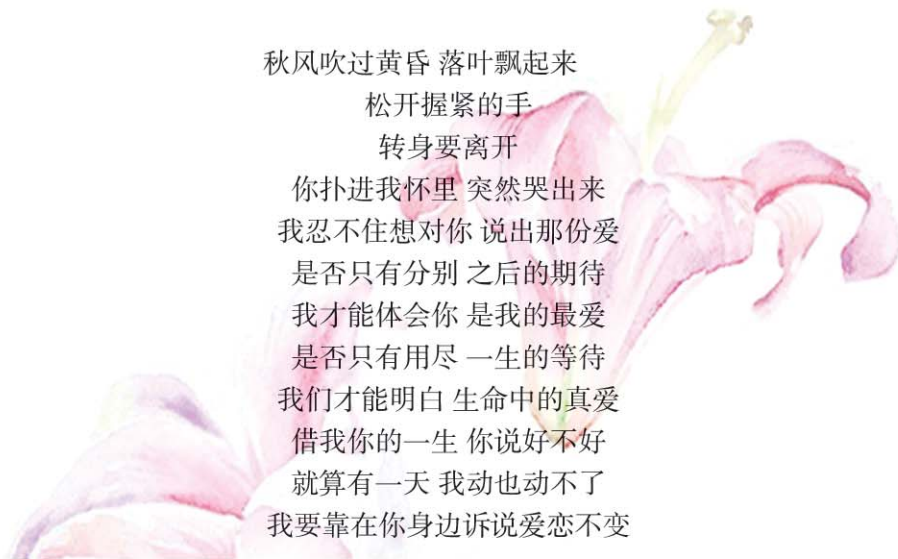 秋风吹过黄昏 落叶飘起来
松开握紧的手
转身要离开
你扑进我怀里 突然哭出来
我忍不住想对你 说出那份爱
是否只有分别 之后的期待
我才能体会你 是我的最爱
是否只有用尽 一生的等待
我们才能明白 生命中的真爱
借我你的一生 你说好不好
就算有一天 我动也动不了
我要靠在你身边诉说爱恋不变